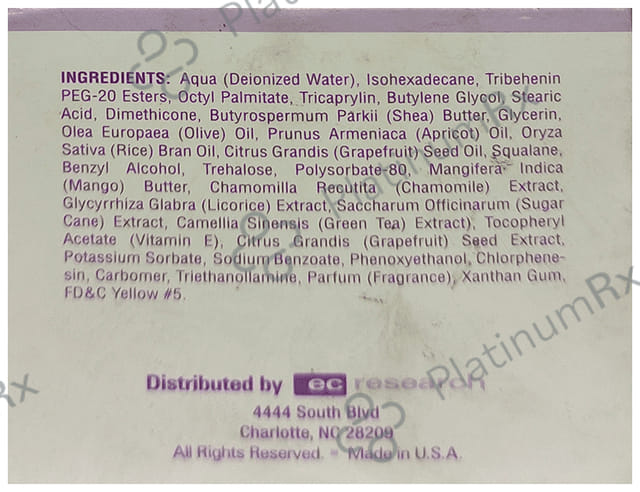 INGREDIENTS: Aqua (Deionized Water), Isohexadecane, Tribehenin
PEG-20 Esters, Octyl Palmitate, Tricaprylin, Butylene Glycol, Stearic
Acid, Dimethicone, Butyrospermum Parkii (Shea) Butter, Glycerin,
Olea Europaea (Olive) Oil, Prunus Armeniaca (Apricot) Oil, Oryza
Sativa (Rice) Bran Oil, Citrus Grandis (Grapefruit) Seed Oil, Squalane,
Benzyl Alcohol, Trehalose, Polysorbate-80, Mangifera Indica
(Mango) Butter, Chamomilla Recutita (Chamomile) Extract,
Glycyrrhiza Glabra (Licorice) Extract, Saccharum Officinarum (Sugar
Cane) Extract, Camellia Sinensis (Green Tea) Extract), Tocopheryl
Acetate (Vitamin E), Citrus Grandis (Grapefruit) Seed Extract,
Potassium Sorbate, Sodium Benzoate, Phenoxyethanol, Chlorphene-
sin, Carbomer, Triethanollamine, Parfum (Fragrance), Xanthan Gum,
FD&C Yellow #5.
Distributed by ec research
4444 South Blvd
Charlotte, NC 28209
All Rights Reserved. - Made in U.S.A.
PlatinumRx
PlatinumRx
PlatinumRx
Rx